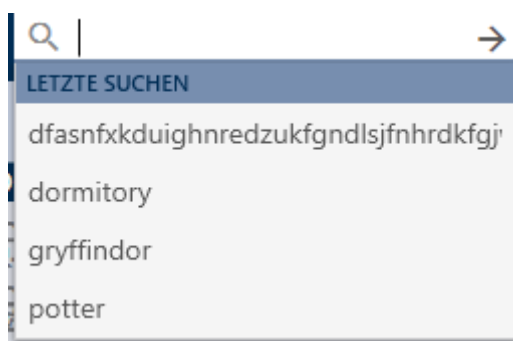 LETZTE SUCHEN
dfasnfxkduighnredzukfgndlsjfnhrdkfgj
dormitory
gryffindor
potter